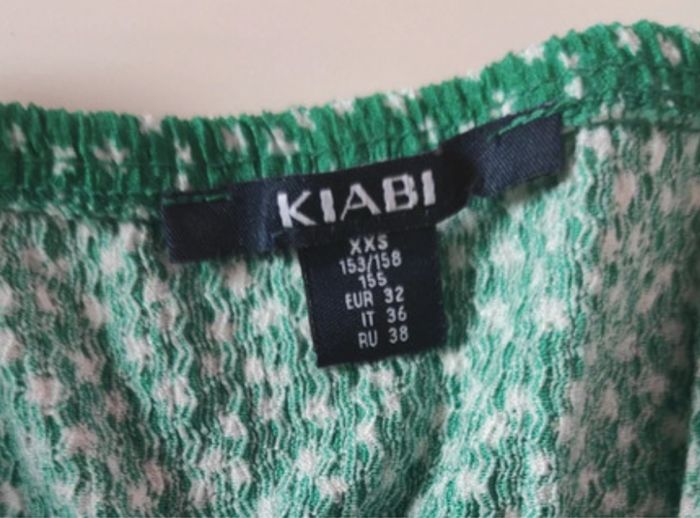 KIABI
XXS
153/158
155
EUR 32
IT 36
RU 38